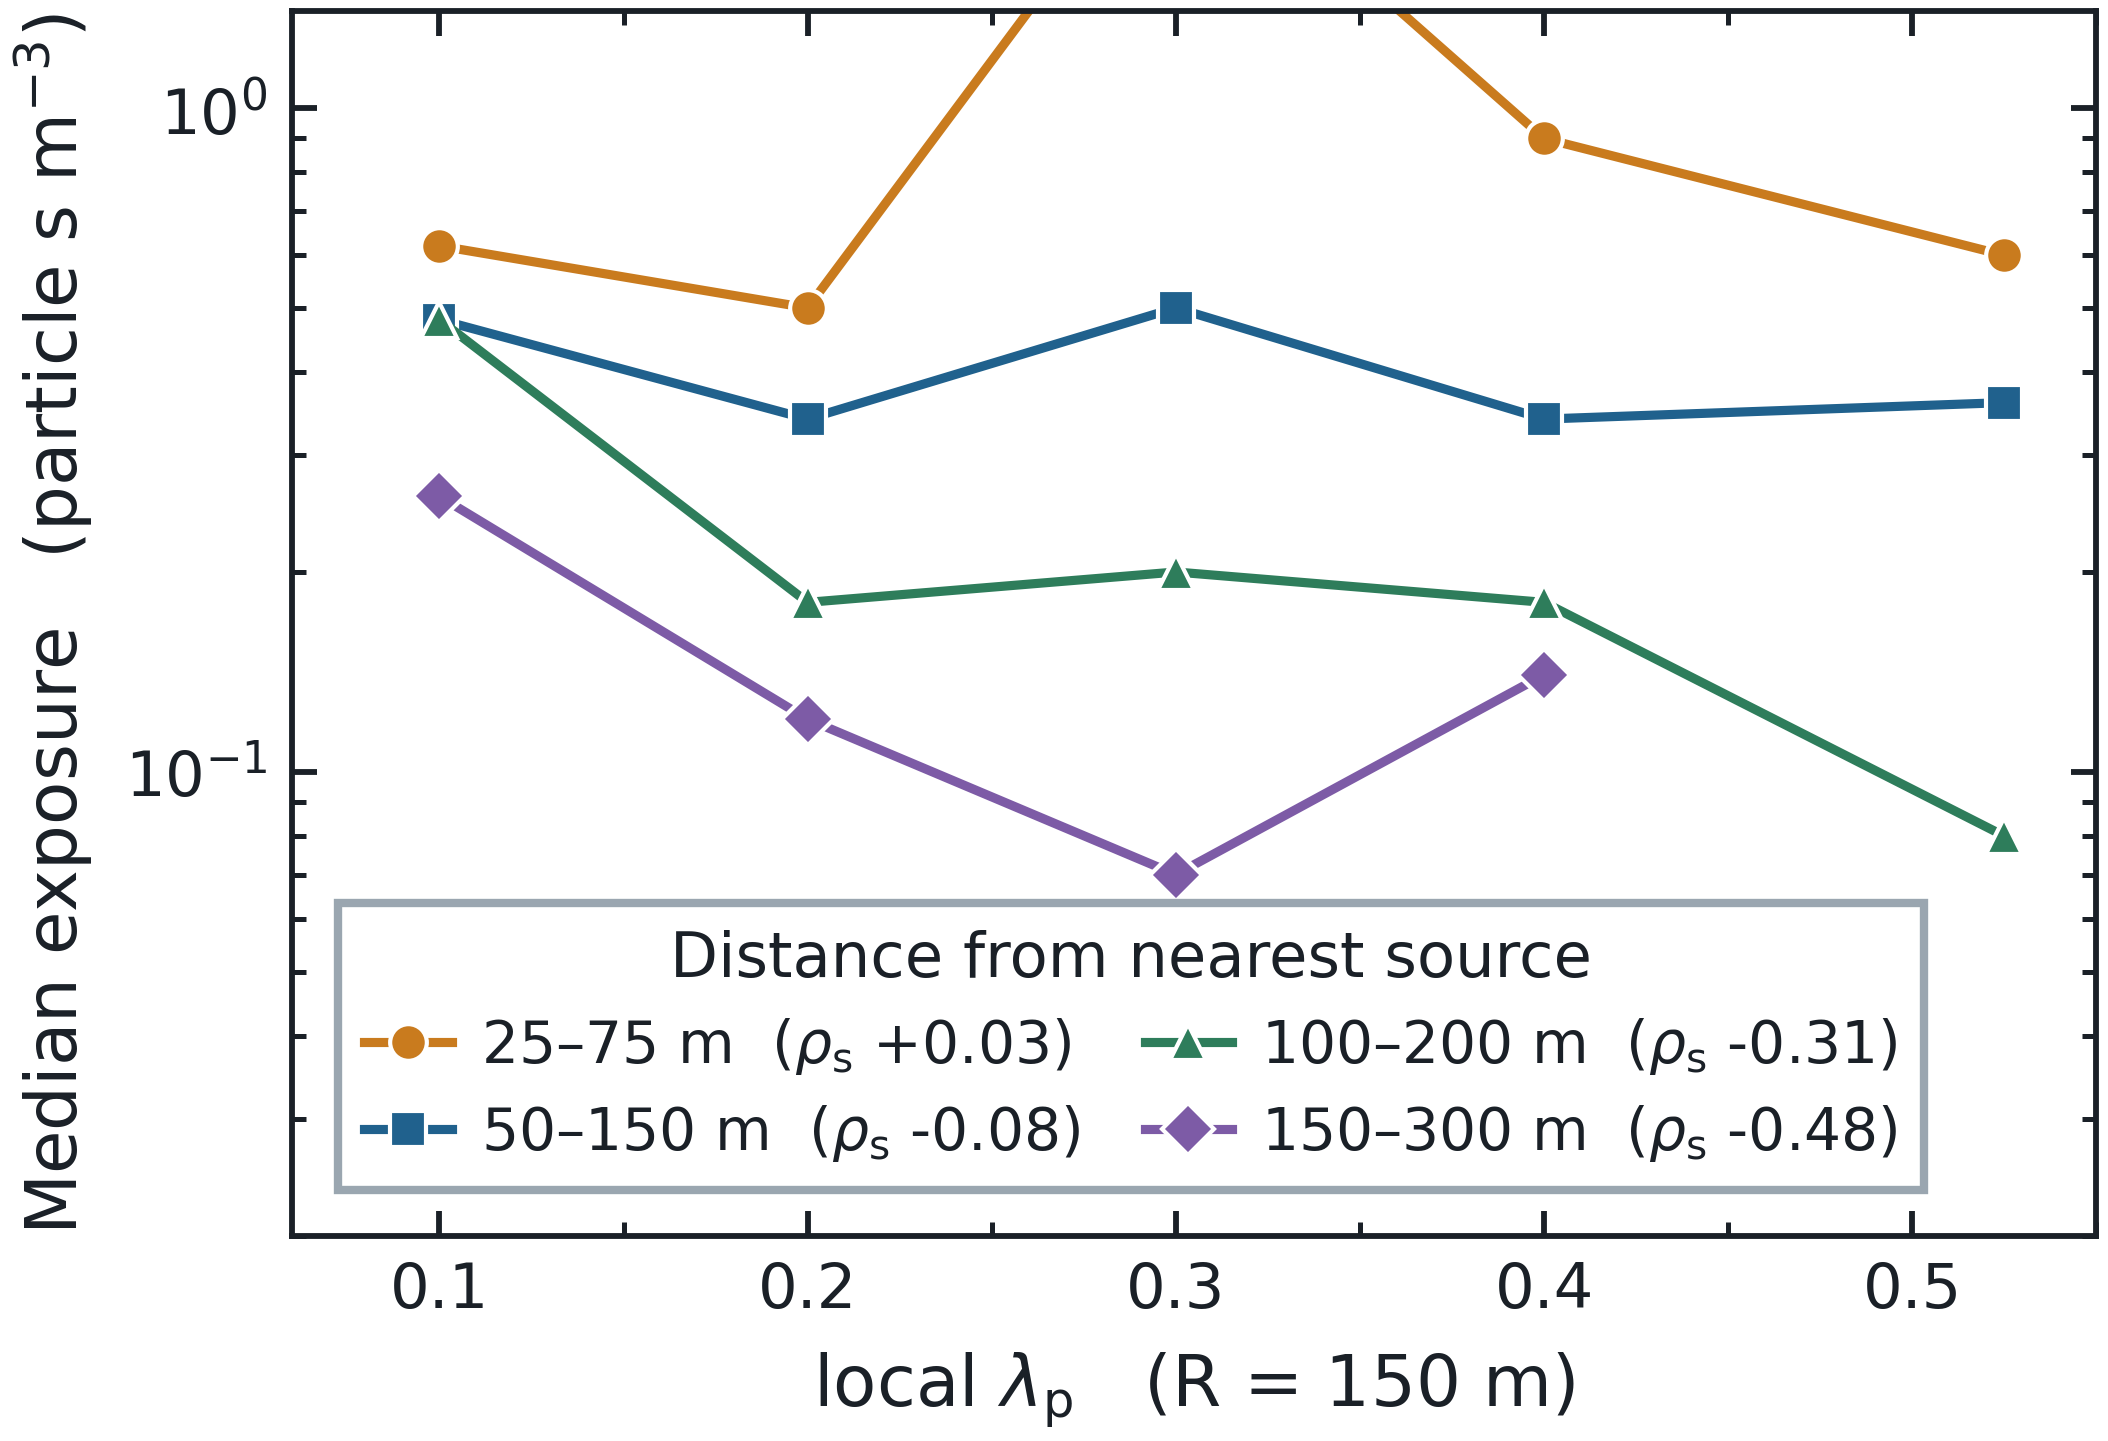 Median exposure (particle s m⁻³)
10⁰
10⁻¹
Distance from nearest source
25–75 m (ρₛ +0.03)
50–150 m (ρₛ -0.08)
100–200 m (ρₛ -0.31)
150–300 m (ρₛ -0.48)
0.1 0.2 0.3 0.4 0.5
local λₚ (R = 150 m)